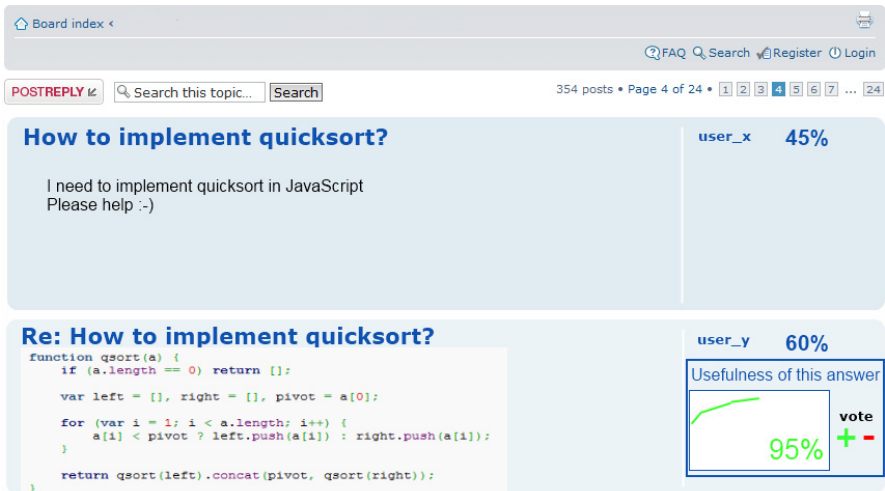 Board index ‹
FAQ Search Register Login
POSTREPLY Search this topic... Search 354 posts • Page 4 of 24 • 1 2 3 4 5 6 7 ... 24
How to implement quicksort? user_x 45%
I need to implement quicksort in JavaScript
Please help :-)
Re: How to implement quicksort? user_y 60%
function qsort(a) {
if (a.length == 0) return [];
var left = [], right = [], pivot = a[0];
for (var i = 1; i < a.length; i++) {
a[i] < pivot ? left.push(a[i]) : right.push(a[i]);
}
return qsort(left).concat(pivot, qsort(right));
}
Usefulness of this answer
vote
+ -
95%